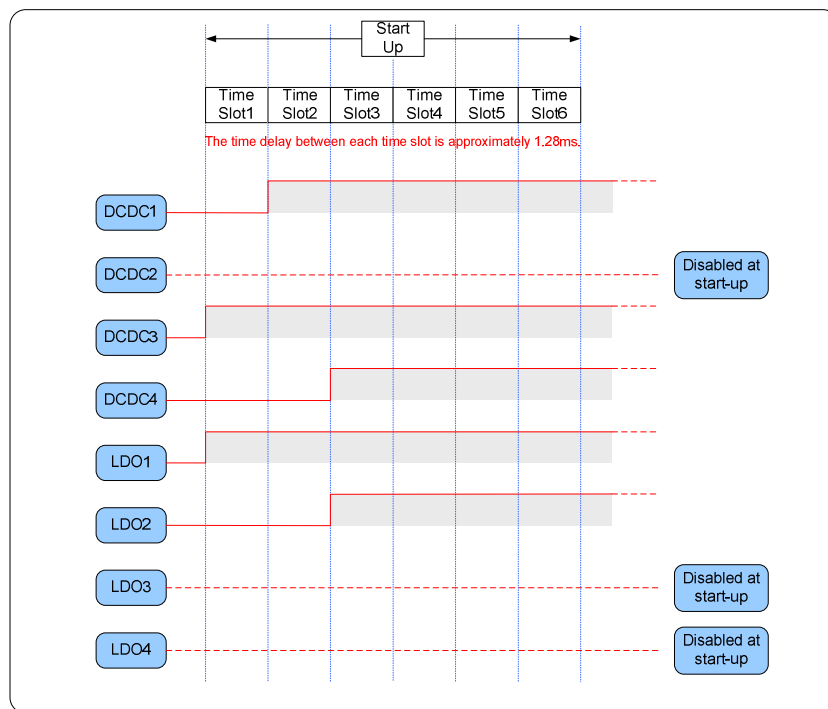 Start
Up
Time
Slot1
Time
Slot2
Time
Slot3
Time
Slot4
Time
Slot5
Time
Slot6
The time delay between each time slot is approximately 1.28ms.
DCDC1
DCDC2
Disabled at
start-up
DCDC3
DCDC4
LDO1
LDO2
LDO3
Disabled at
start-up
LDO4
Disabled at
start-up